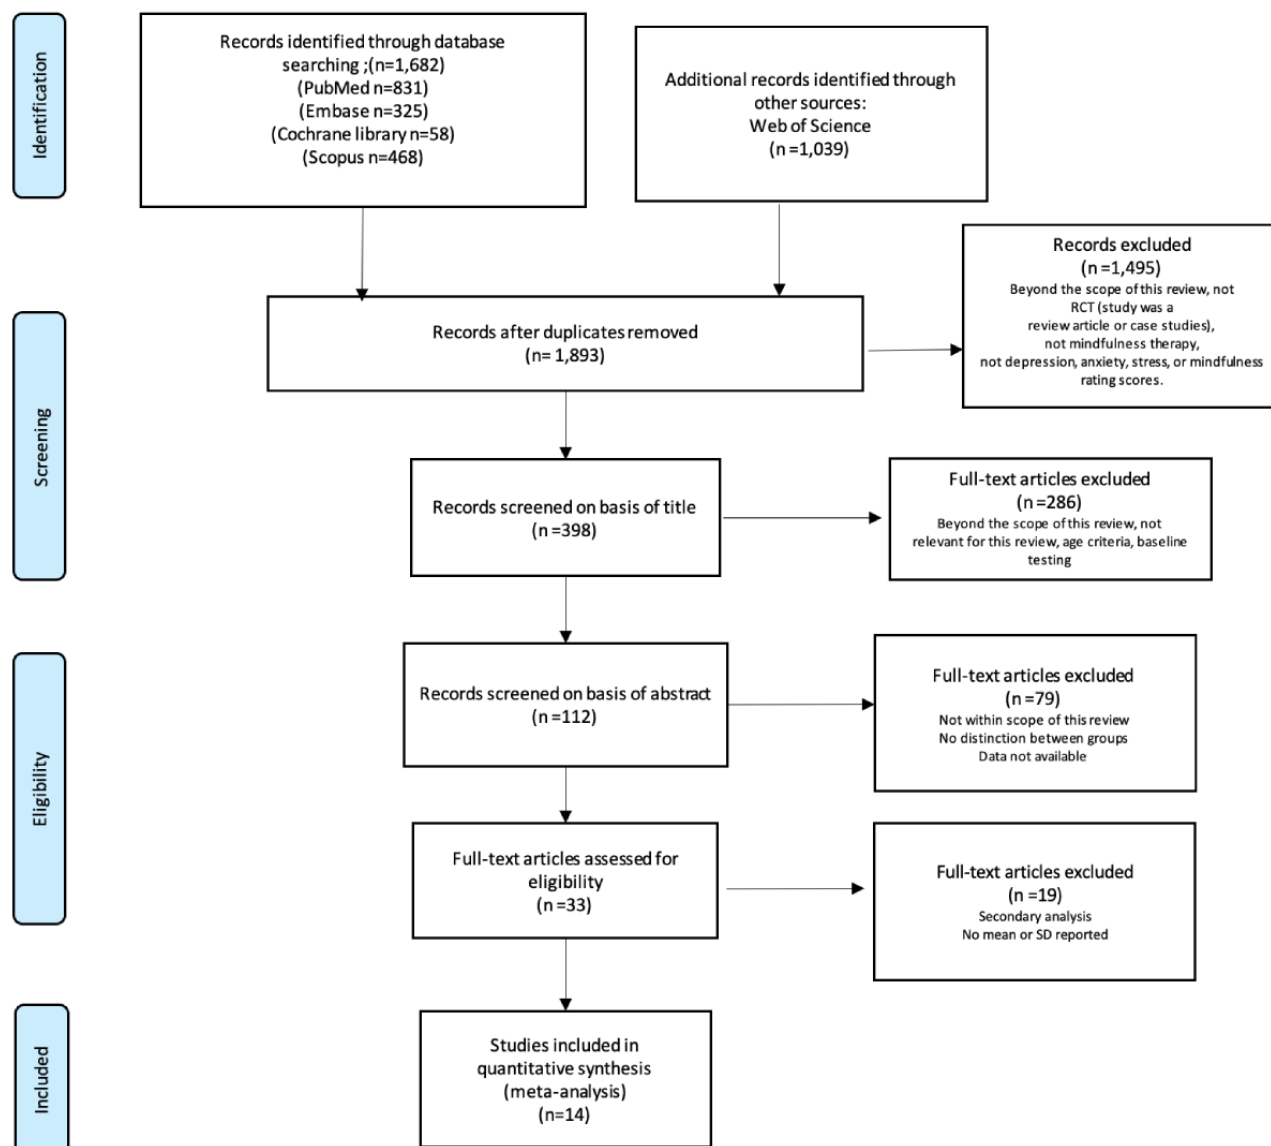 Identification
Records identified through database
searching ;(n=1,682)
(PubMed n=831)
(Embase n=325)
(Cochrane library n=58)
(Scopus n=468)
Additional records identified through
other sources:
Web of Science
(n =1,039)
Records excluded
(n =1,495)
Beyond the scope of this review, not
RCT (study was a
review article or case studies),
not mindfulness therapy,
not depression, anxiety, stress, or mindfulness
rating scores.
Screening
Records after duplicates removed
(n= 1,893)
Records screened on basis of title
(n =398)
Full-text articles excluded
(n =286)
Beyond the scope of this review, not
relevant for this review, age criteria, baseline
testing
Eligibility
Records screened on basis of abstract
(n =112)
Full-text articles excluded
(n =79)
Not within scope of this review
No distinction between groups
Data not available
Full-text articles assessed for
eligibility
(n =33)
Full-text articles excluded
(n =19)
Secondary analysis
No mean or SD reported
Included
Studies included in
quantitative synthesis
(meta-analysis)
(n=14)